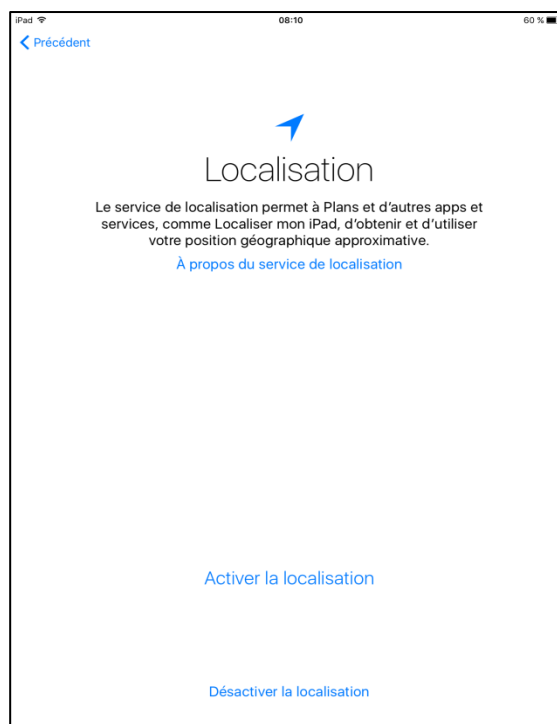 iPad 08:10 60 %
Précédent
Localisation
Le service de localisation permet à Plans et d'autres apps et
services, comme Localiser mon iPad, d'obtenir et d'utiliser
votre position géographique approximative.
À propos du service de localisation
Activer la localisation
Désactiver la localisation